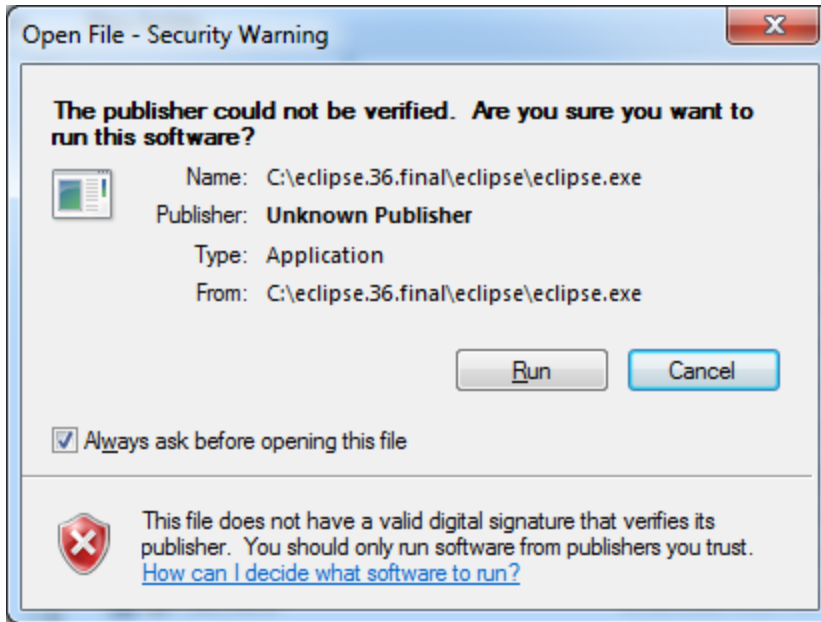 Open File - Security Warning
The publisher could not be verified.  Are you sure you want to
run this software?
Name: C:\eclipse.36.final\eclipse\eclipse.exe
Publisher: Unknown Publisher
Type: Application
From: C:\eclipse.36.final\eclipse\eclipse.exe
Run Cancel
Always ask before opening this file
This file does not have a valid digital signature that verifies its
publisher.  You should only run software from publishers you trust.
How can I decide what software to run?